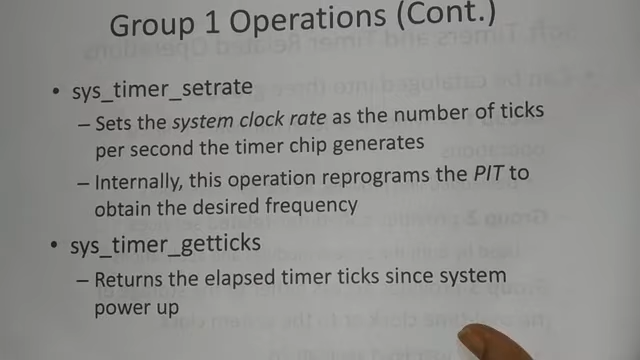 Group 1 Operations (Cont.)
• sys_timer_setrate
– Sets the system clock rate as the number of ticks
per second the timer chip generates
– Internally, this operation reprograms the PIT to
obtain the desired frequency
• sys_timer_getticks
– Returns the elapsed timer ticks since system
power up